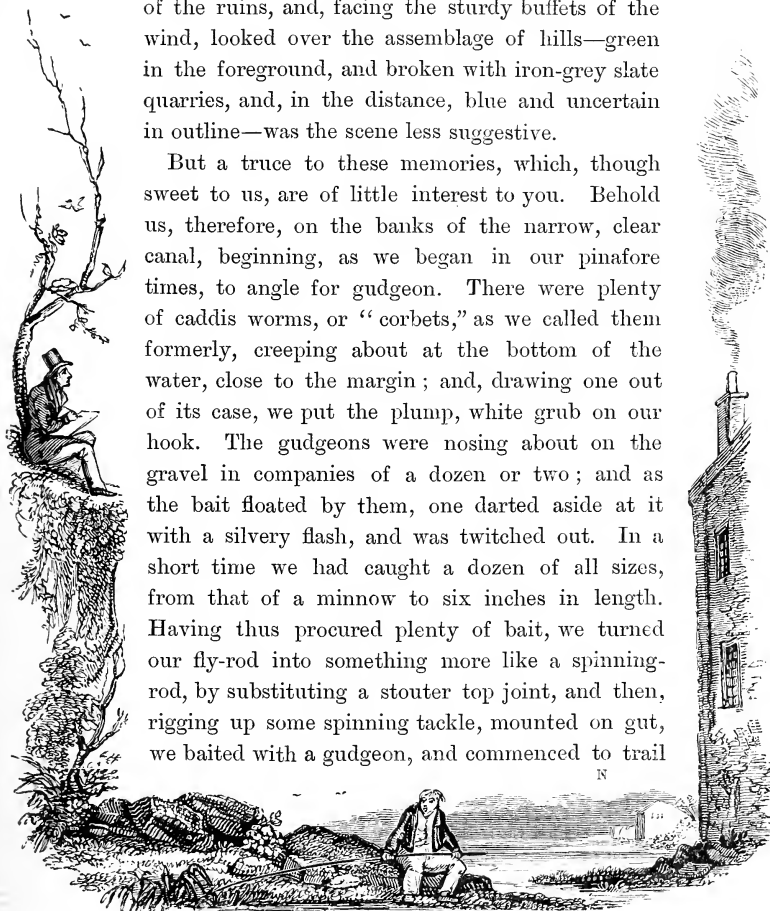 of the ruins, and, facing the sturdy buffets of the
wind, looked over the assemblage of hills—green
in the foreground, and broken with iron-grey slate
quarries, and, in the distance, blue and uncertain
in outline—was the scene less suggestive.
But a truce to these memories, which, though
sweet to us, are of little interest to you. Behold
us, therefore, on the banks of the narrow, clear
canal, beginning, as we began in our pinafore
times, to angle for gudgeon. There were plenty
of caddis worms, or “corbets,” as we called them
formerly, creeping about at the bottom of the
water, close to the margin; and, drawing one out
of its case, we put the plump, white grub on our
hook. The gudgeons were nosing about on the
gravel in companies of a dozen or two; and as
the bait floated by them, one darted aside at it
with a silvery flash, and was twitched out. In a
short time we had caught a dozen of all sizes,
from that of a minnow to six inches in length.
Having thus procured plenty of bait, we turned
our fly-rod into something more like a spinning-
rod, by substituting a stouter top joint, and then,
rigging up some spinning tackle, mounted on gut,
we baited with a gudgeon, and commenced to trail
N